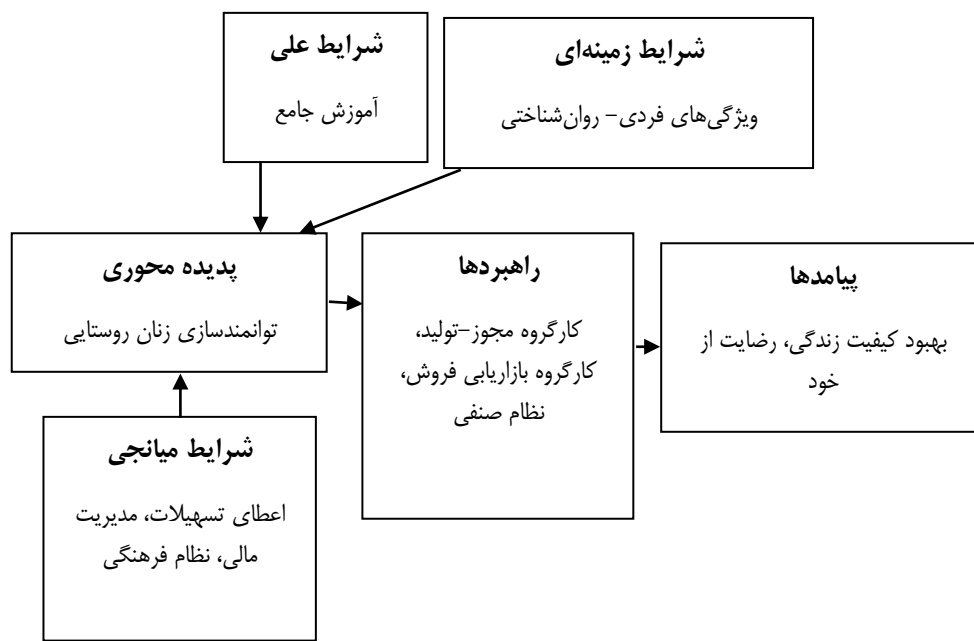 شرایط علی
آموزش جامع
شرایط زمینه‌ای
ویژگی‌های فردی- روان‌شناختی
پدیده محوری
توانمندسازی زنان روستایی
راهبردها
کارگروه مجوز-تولید،
کارگروه بازاریابی فروش،
نظام صنفی
پیامدها
بهبود کیفیت زندگی، رضایت از
خود
شرایط میانجی
اعطای تسهیلات، مدیریت
مالی، نظام فرهنگی